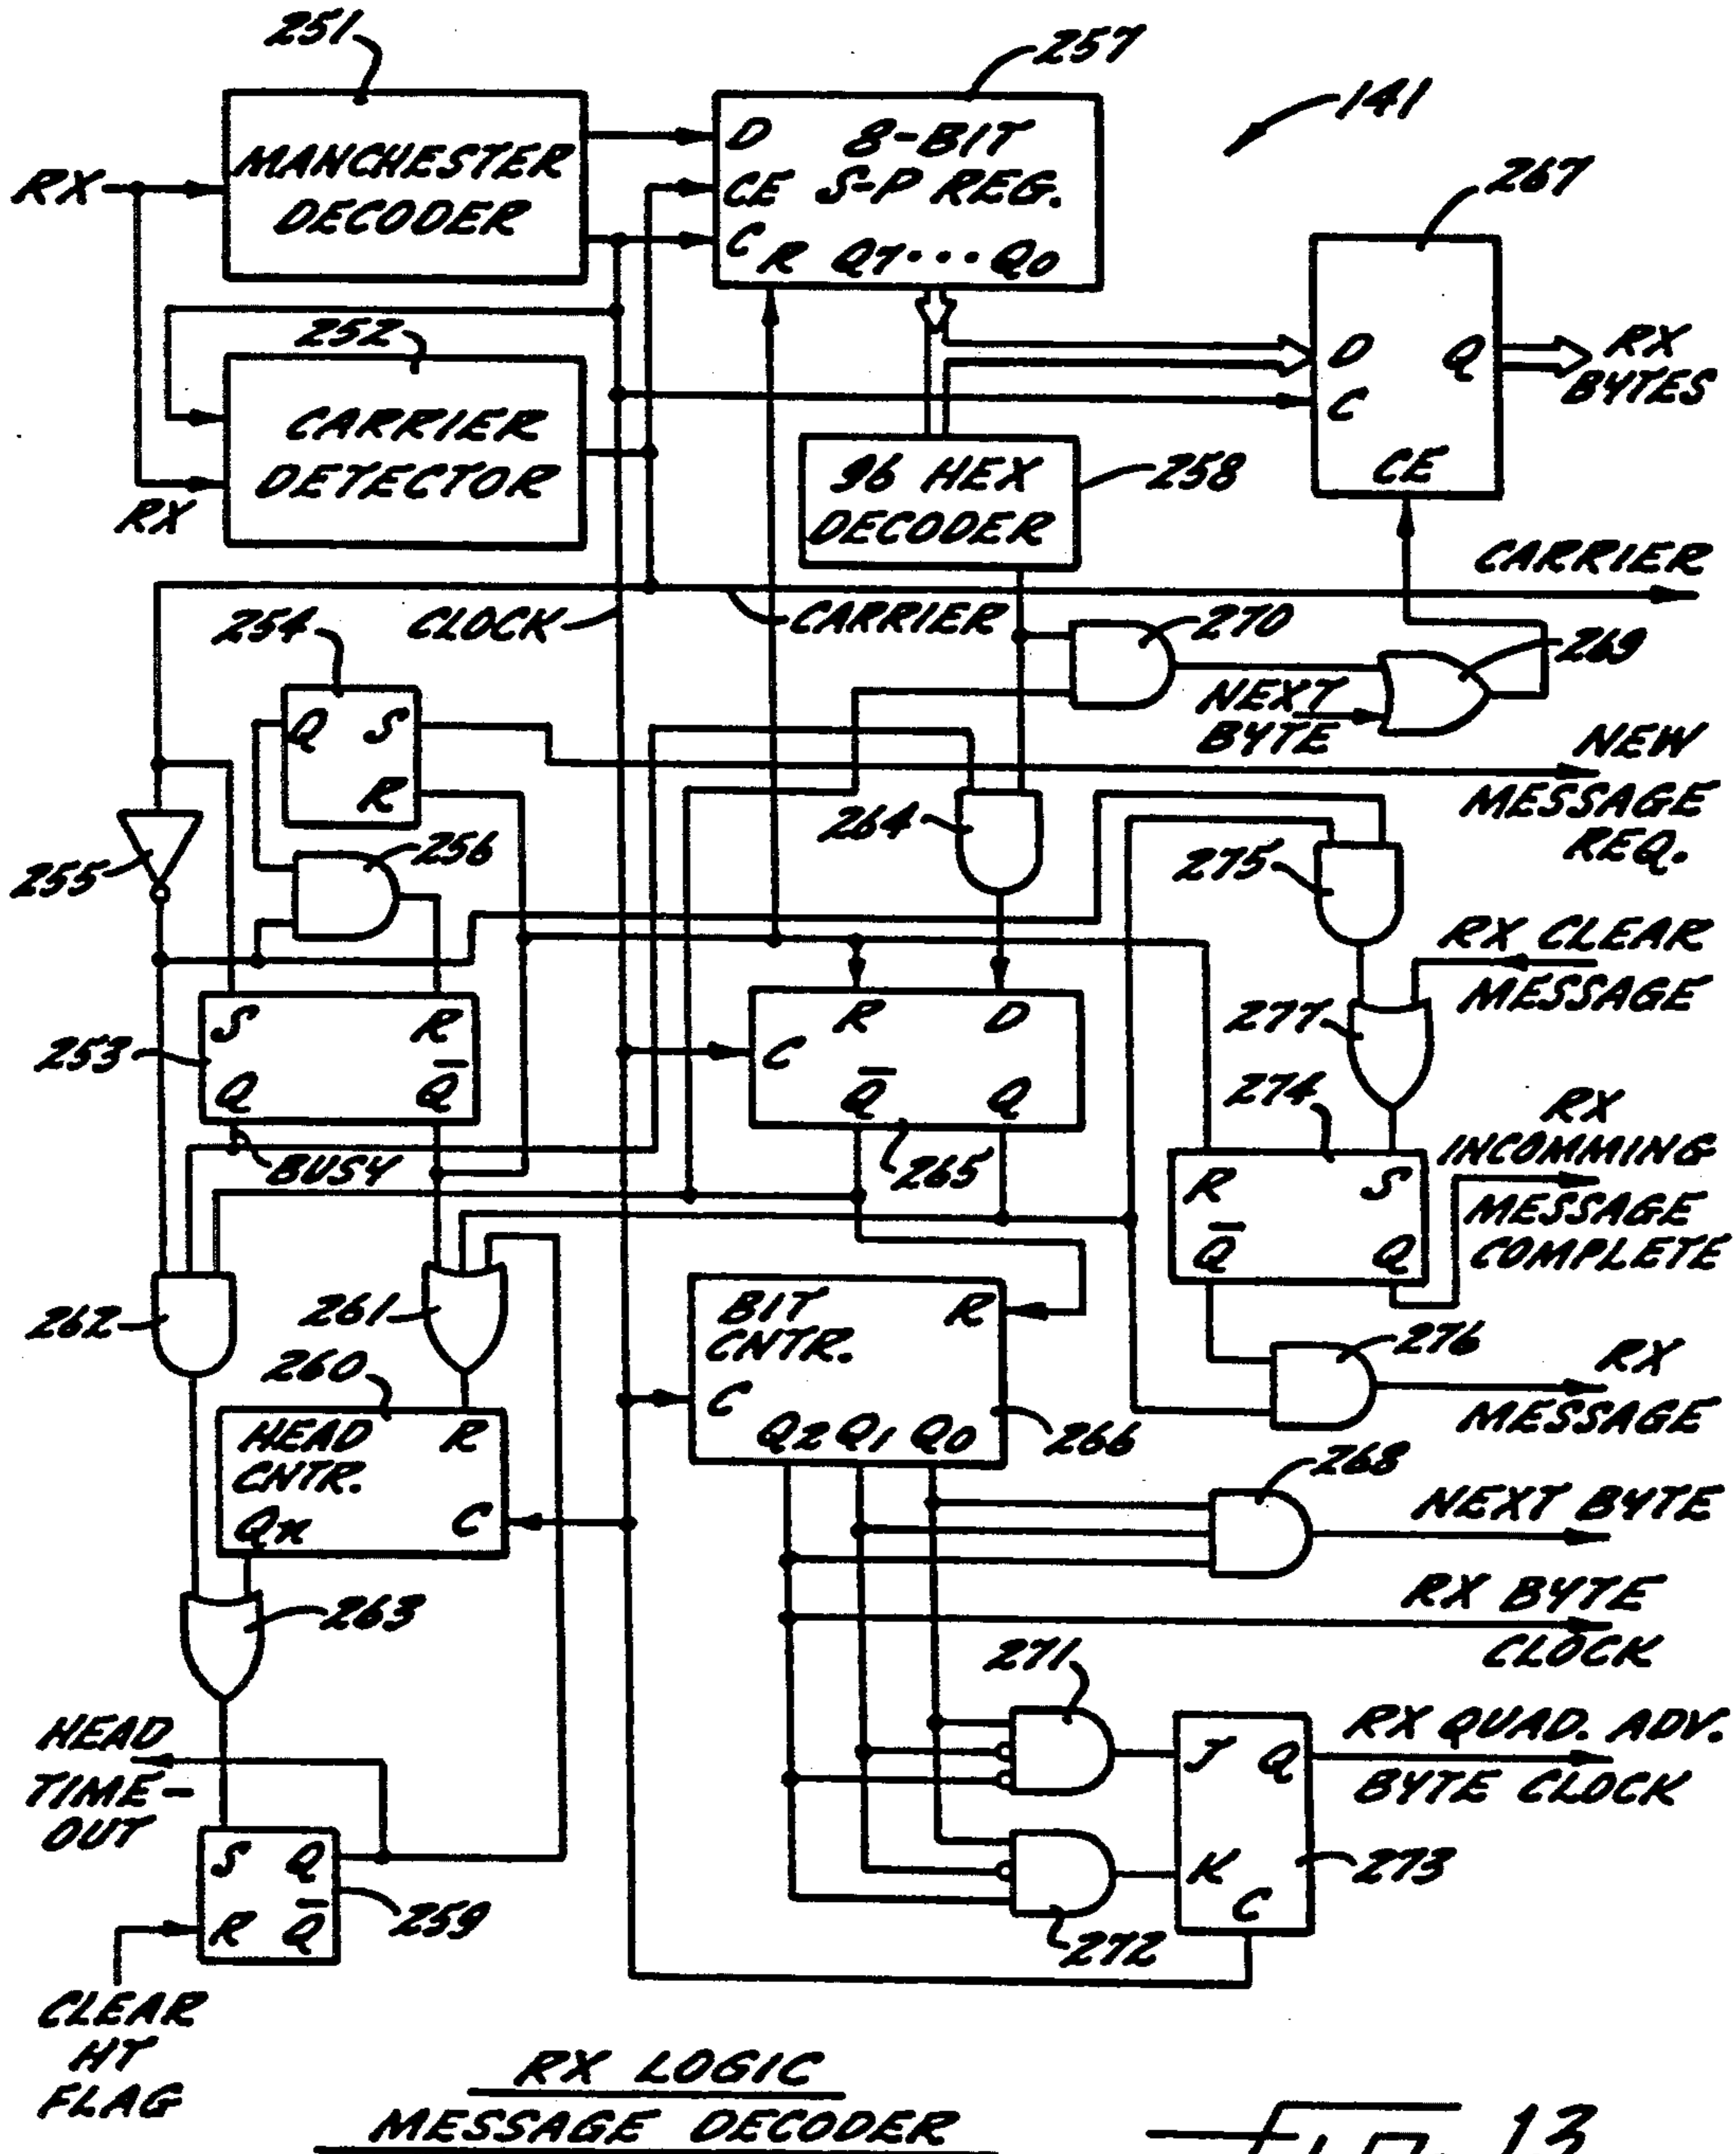 251
257
141
267
MANCHESTER
DECODER
RX
D
CE
C
R
8-BIT
S-P REG.
Q7···Q0
252
CARRIER
DETECTOR
RX
D
Q
C
CE
RX
BYTES
96 HEX
DECODER
258
CARRIER
CLOCK
CARRIER
254
270
269
NEXT
BYTE
Q
S
R
NEW
MESSAGE
REQ.
255
256
264
275
RX CLEAR
MESSAGE
277
253
S
R
Q
Q̅
BUSY
R
D
C
Q̅
Q
265
274
R
S
Q̅
Q
RX
INCOMMING
MESSAGE
COMPLETE
262
261
260
HEAD
CNTR.
R
Qn
C
BIT
CNTR.
R
C
Q2 Q1 Q0
266
276
RX
MESSAGE
268
NEXT BYTE
RX BYTE
CLOCK
263
271
HEAD
TIME-
OUT
RX QUAD. ADV.
BYTE CLOCK
J
Q
K
C
273
272
S
Q
R
Q̅
259
CLEAR
HT
FLAG
RX LOGIC
MESSAGE DECODER
13